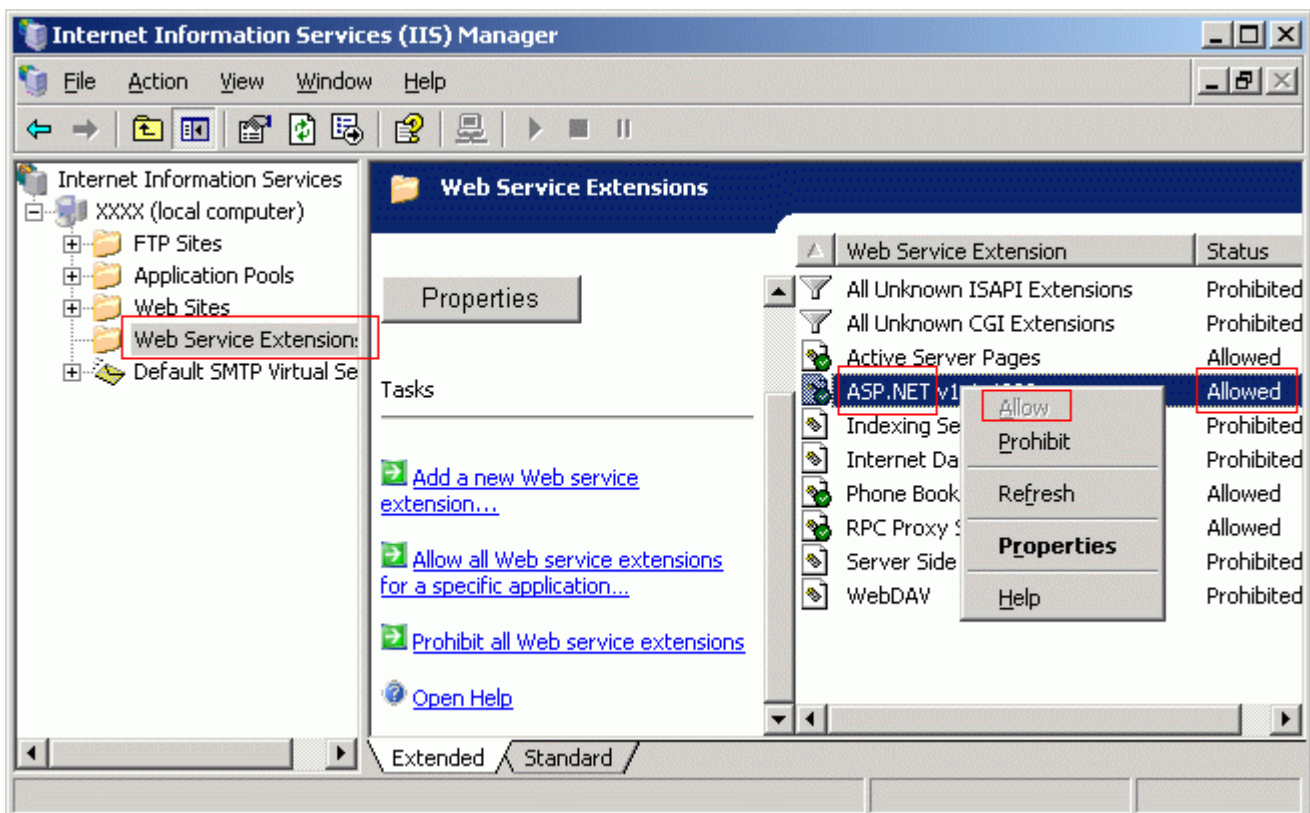 Internet Information Services (IIS) Manager
File Action View Window Help
Internet Information Services
XXXX (local computer)
FTP Sites
Application Pools
Web Sites
Web Service Extension
Default SMTP Virtual Se
Web Service Extensions
Properties
Tasks
Add a new Web service
extension...
Allow all Web service extensions
for a specific application...
Prohibit all Web service extensions
Open Help
Web Service Extension Status
All Unknown ISAPI Extensions Prohibited
All Unknown CGI Extensions Prohibited
Active Server Pages Allowed
ASP.NET v1 Allowed
Indexing Se Prohibited
Internet Da Prohibited
Phone Book Allowed
RPC Proxy Allowed
Server Side Prohibited
WebDAV Prohibited
Allow
Prohibit
Refresh
Properties
Help
Extended Standard